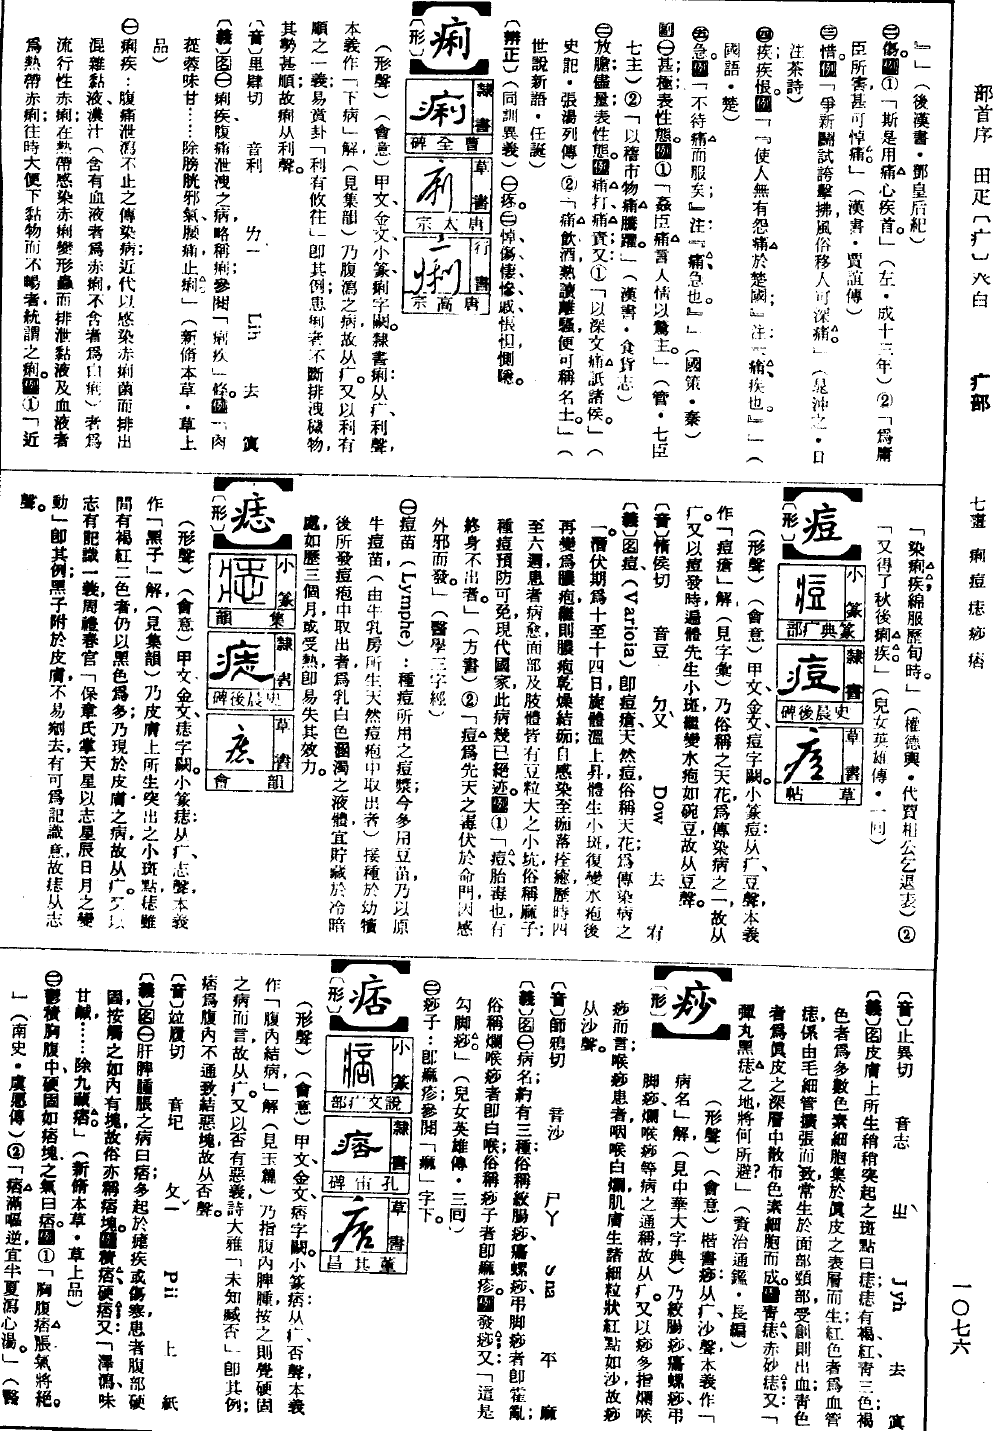 部首序 田疋〔疒〕癶白 疒部 七畫 痢痘痣痧痞 一〇七六
』」(後漢書・鄧皇后紀)
㊁傷。例①「斯是用痛心疾首。」(左・成十三年)②「為痛
臣所害甚可悼痛。」(漢書・賈誼傳)
㊂惜。例「爭新鬭試誇擊拂,風俗移人可深痛。」(晁沖之・日
注茶詩)
疾;疾恨。例「『使人無有怨痛於楚國。』注『痛,疾也。』」(
國語・楚)
急。例「『不待痛而服矣。』注『痛,急也。』」(國策・秦)
副㊀甚;極;表性態。例①「姦臣痛言人情以驚主。」(管・七臣
七主)②「以稽市物,痛騰躍。」(漢書・食貨志)
㊁放膽;儘量;表性態。例痛打、痛責。又①「以深文痛詆諸侯。」(
史記・張湯列傳)②「痛飲酒,熟讀離騷,便可稱名士。」(
世說新語・任誕)
〔辨正〕(同訓異義)㊀疼。㊁悼、傷、悽、慘、慼、悵、怛、惻、隱。
痢
〔形〕
隸書 曹全碑
草書 唐太宗
行書 唐高宗
(形聲)(會意)甲文、金文、小篆痢字闕。隸書:痢从疒、利聲,
本義作「下病」解(見集韻),乃腹瀉之病,故从疒。又以利有
順之一義,易賁卦「利有攸往」即其例;患痢者不斷排洩穢物,
其勢甚順,故痢从利聲。
〔音〕里肆切 音利 ㄌㄧˋ Lih 去 寘
〔義〕名㊀痢疾;腹痛泄瀉之病,略稱痢;參閱「痢疾」條。例「肉
蓯蓉味甘……除膀胱邪氣、腰痛,止痢」(新修本草・草上
品)
㊀痢疾:腹痛泄瀉不止之傳染病;近代以感染赤痢菌而排出
混雜黏液、濃汁(含有血液者為赤痢,不含者為白痢)者為
流行性赤痢;在熱帶感染赤痢變形蟲而排泄黏液及血液者
為熱帶赤痢;往時大便下黏物而不暢者統謂之痢。例①「近
「染痢疾,綿服歷旬時。」(權德輿・代賈相公乞退表)②
「又得了秋後痢疾」(兒女英雄傳・一回)
痘
〔形〕
小篆 篆典疒部
隸書 史晨後碑
草書 草帖
(形聲)(會意)甲文、金文、痘字闕。小篆痘:从疒、豆聲,本義
作「痘瘡」解(見字彙),乃俗稱之天花,為傳染病之一,故从
疒。又以痘發時遍體先生小斑,繼變水疱如碗豆,故从豆聲。
〔音〕惰侯切 音豆 ㄉㄡˋ Dow 去 宥
〔義〕名痘(Variola)即痘瘡、天然痘,俗稱天花,為傳染病之
一。潛伏期為十至十四日,旋體溫上昇,體生小斑,復變水疱後
再變為膿疱,繼則膿疱乾燥結痂,自感染至痂落痊癒,歷時四
至六週,患者病愈,面部及肢體皆有豆粒大之小坑,俗稱麻子;
種痘預防可免,現代國家,此病幾已絕迹。例①「痘,胎毒也,有
終身不出者。」(方書)②「痘為先天之毒,伏於命門,因感
外邪而發。」(醫學三字經)
㊀痘苗(Lymphe):種痘所用之痘漿;今多用豆苗,乃以原
牛痘苗(由牛乳房所生天然痘疱中取出者)接種於幼犢
後,所發痘疱中取出者,為乳白色溷濁之液體,宜貯藏於冷暗
處,如歷三個月或受熱,即易失其效力。
痣
〔形〕
小篆 集韻
隸書 史晨後碑
草書 韻會
(形聲)(會意)甲文、金文痣字闕。小篆痣:从疒、志聲,本義
作「黑子」解(見集韻),乃皮膚上所生突出之小斑點;痣雖
間有褐紅二色者,仍以黑色為多,乃現於皮膚之病,故从疒。又以
志有記識一義,周禮春官「保章氏掌天星以志星辰日月之變
動」即其例;黑子附於皮膚,不易剜去,有可為記識意,故痣从志
聲。
〔音〕止異切 音志 ㄓˋ Jyh 去 寘
〔義〕名皮膚上所生稍稍突起之斑點曰痣;痣有褐、紅、青三色;褐
色者為多數色素細胞集於真皮之表層而生;紅色者為血管
痣,係由毛細管擴張而致,常生於面部、頸部,受創則出血;青色
者為真皮之深層中散布色素細胞而成。例青痣、赤砂痣;又「
彈丸黑痣之地,將何所避?」(資治通鑑・長編)
痧
〔形〕
(形聲)(會意)楷書痧:从疒、沙聲,本義作「
病名」解(見中華大字典),乃絞腸痧、癟螺痧、弔
脚痧、爛喉痧等病之通稱,故从疒。又以痧多指爛喉
痧而言;喉痧患者咽喉白爛,肌膚生諸細粒狀紅點如沙,故痧
从沙聲。
〔音〕師鴉切 音沙 ㄕㄚ Sha 平 麻
〔義〕名㊀病名;約有三種:俗稱絞腸痧、癟螺痧、弔脚痧者即霍亂;
俗稱爛喉痧者即白喉;俗稱痧子者即痲疹。例發痧;又「這是
勾脚痧」(兒女英雄傳・三回)
㊁痧子:即痲疹;參閱「痲」字下。
痞
〔形〕
小篆 說文疒部
隸書 孔宙碑
草書 董其昌
(形聲)(會意)甲文、金文痞字闕。小篆:痞从疒、否聲,本義
作「腹內結病」解(見玉篇),乃指腹內脾腫,按之則覺硬固
之病而言,故从疒。又以否有惡義,詩大雅「未知臧否」即其例;
痞為腹內不通致結惡塊,故从否聲。
〔音〕竝履切 音圮 ㄆㄧˇ Pii 上 紙
〔義〕名㊀肝脾腫脹之病曰痞;多起於瘧疾或傷寒;患者腹部硬
固,按觸之如內有塊,故俗亦稱痞塊。例積痞、硬痞;又:「澤瀉味
甘鹹……除九臟痞。」(新修本草・草上品)
㊁鬱積胸腹中硬固如痞塊之氣曰痞。例①「胸腹痞脹,氣將絕。
」(南史・虞愿傳)②「痞滿嘔逆,宜半夏瀉心湯。」(醫